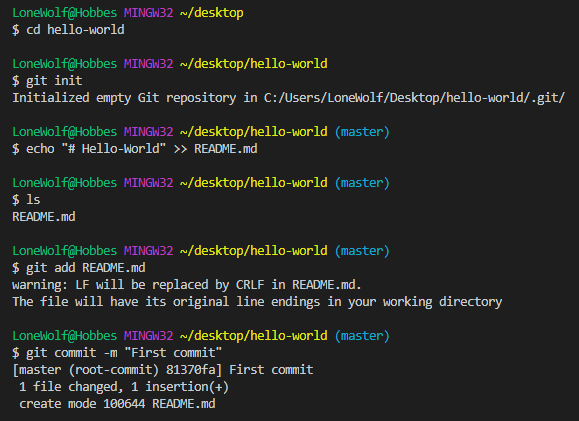 LoneWolf@Hobbes MINGW32 ~/desktop
$ cd hello-world
LoneWolf@Hobbes MINGW32 ~/desktop/hello-world
$ git init
Initialized empty Git repository in C:/Users/LoneWolf/Desktop/hello-world/.git/
LoneWolf@Hobbes MINGW32 ~/desktop/hello-world (master)
$ echo "# Hello-World" >> README.md
LoneWolf@Hobbes MINGW32 ~/desktop/hello-world (master)
$ ls
README.md
LoneWolf@Hobbes MINGW32 ~/desktop/hello-world (master)
$ git add README.md
warning: LF will be replaced by CRLF in README.md.
The file will have its original line endings in your working directory
LoneWolf@Hobbes MINGW32 ~/desktop/hello-world (master)
$ git commit -m "First commit"
[master (root-commit) 81370fa] First commit
 1 file changed, 1 insertion(+)
 create mode 100644 README.md